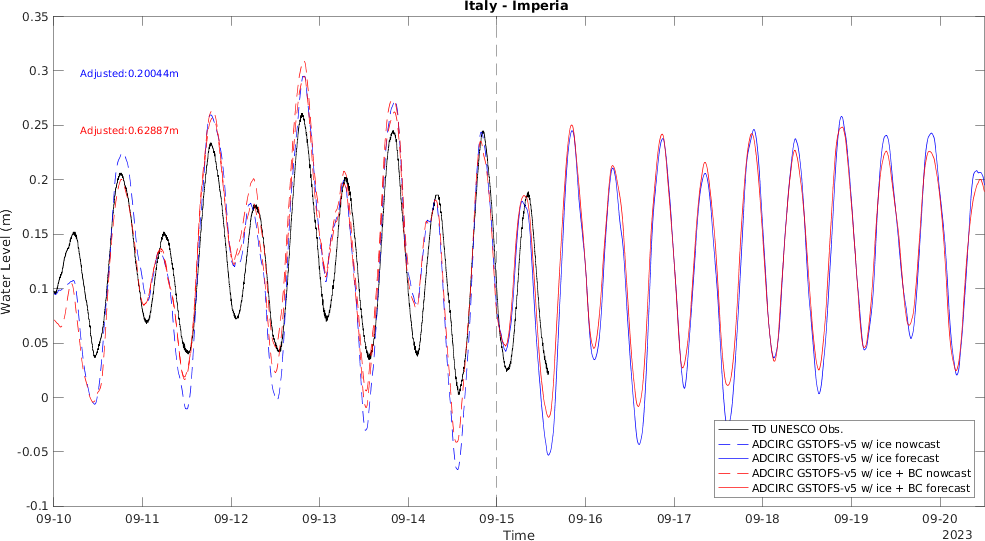 Italy - Imperia
0.35
0.3
0.25
0.2
0.15
0.1
0.05
0
-0.05
-0.1
Water Level (m)
Adjusted:0.20044m
Adjusted:0.62887m
TD UNESCO Obs.
ADCIRC GSTOFS-v5 w/ ice nowcast
ADCIRC GSTOFS-v5 w/ ice forecast
ADCIRC GSTOFS-v5 w/ ice + BC nowcast
ADCIRC GSTOFS-v5 w/ ice + BC forecast
09-10 09-11 09-12 09-13 09-14 09-15 09-16 09-17 09-18 09-19 09-20
Time
2023